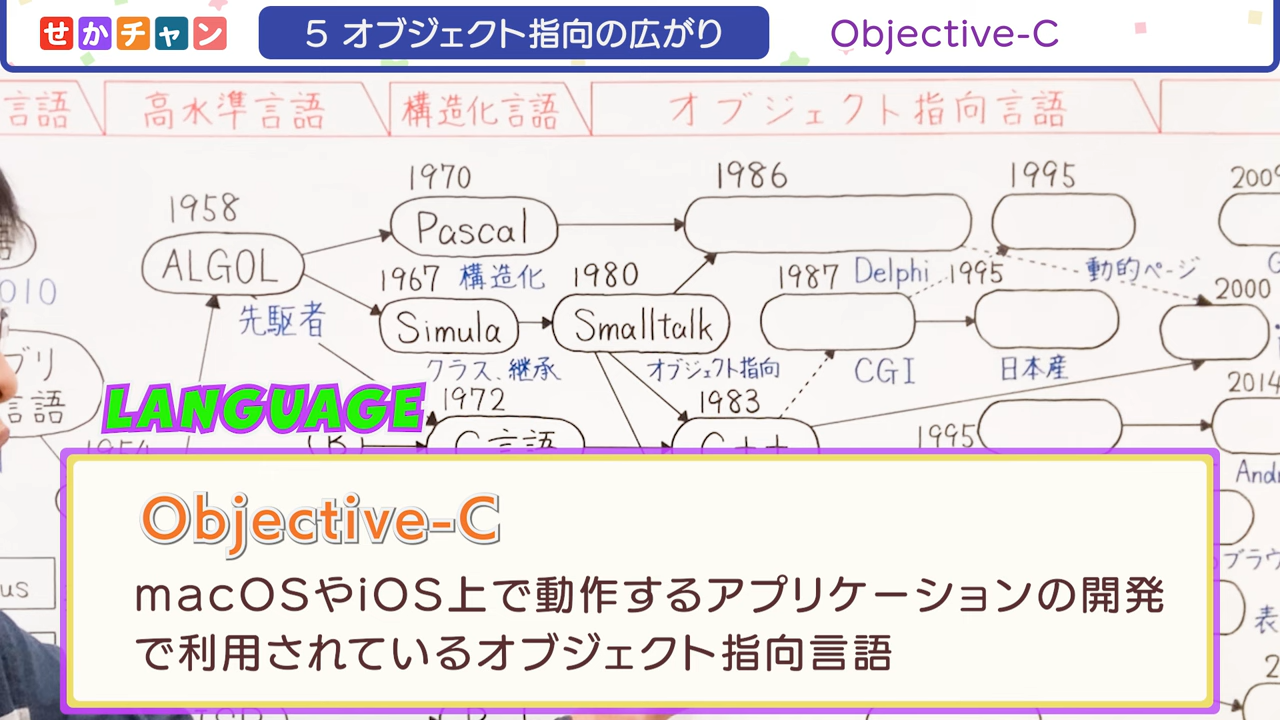 せかチャン
5 オブジェクト指向の広がり
Objective-C
言語
高水準言語
構造化言語
オブジェクト指向言語
1970
1986
1995
2009
1958
Pascal
ALGOL
1967 構造化
1980
1987 Delphi
1995
動的ページ
2000
010
先駆者
Simula
Smalltalk
クラス、継承
オブジェクト指向
CGI
日本産
LANGUAGE
1972
1983
2014
1954
B
C言語
C++
1995
Objective-C
macOSやiOS上で動作するアプリケーションの開発
で利用されているオブジェクト指向言語
us
表